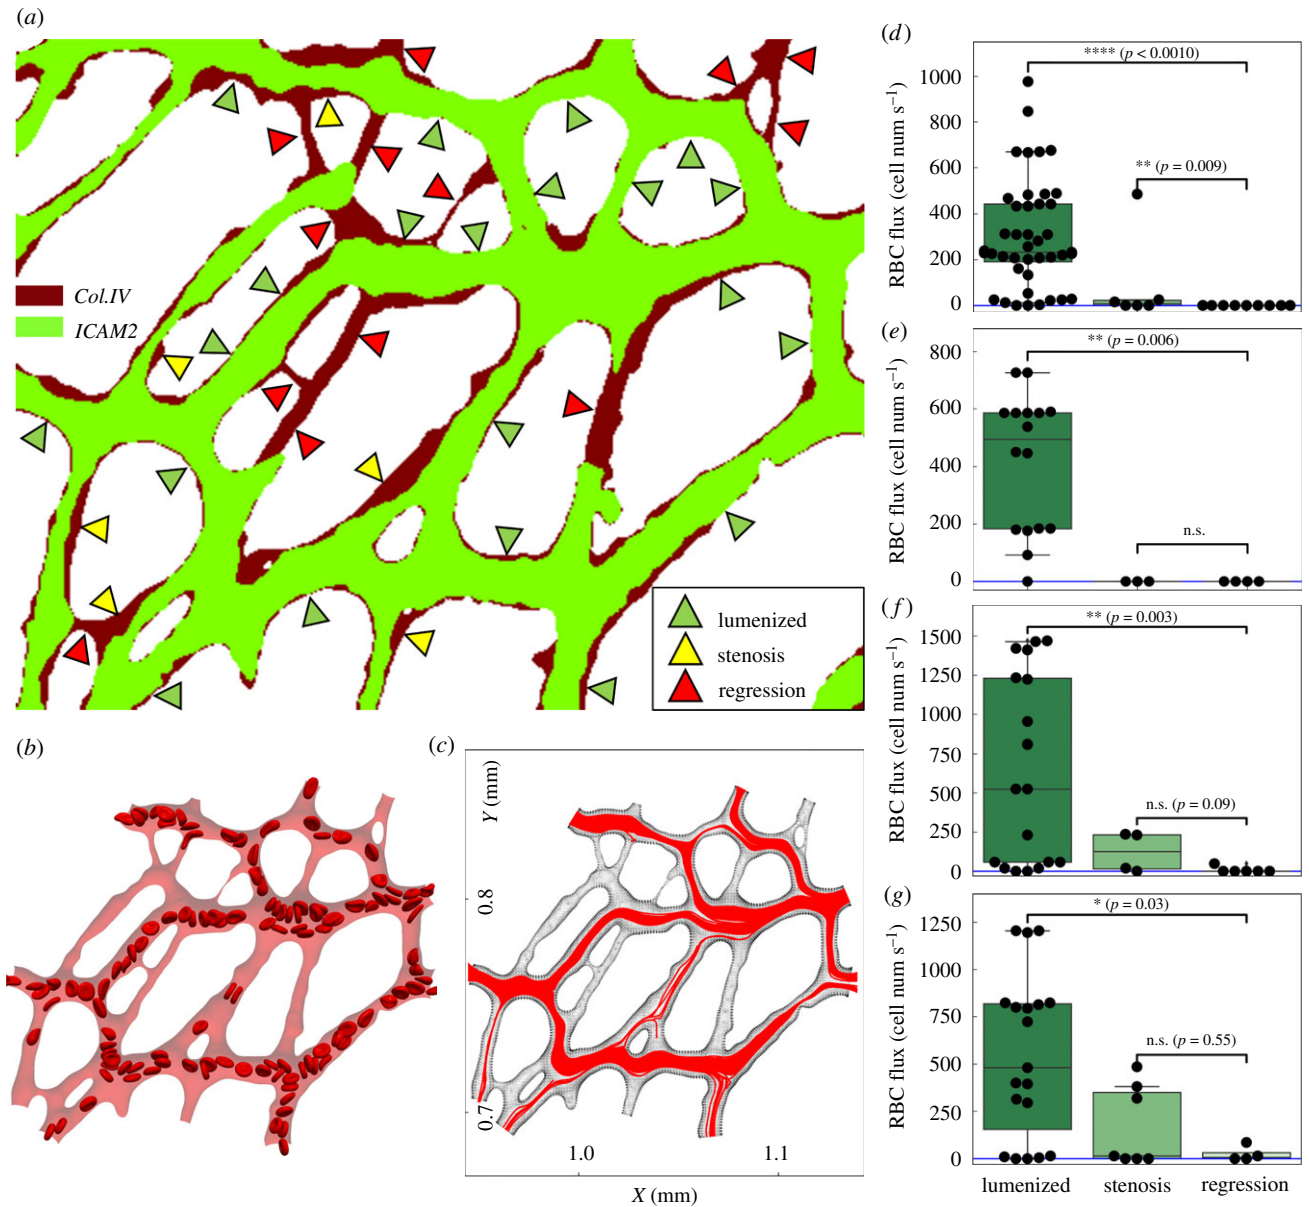 (a)
Col.IV
ICAM2
lumenized
stenosis
regression
(b)
(c)
Y (mm)
0.8
0.7
1.0
1.1
X (mm)
(d)
RBC flux (cell num s⁻¹)
1000
800
600
400
200
0
**** (p < 0.0010)
** (p = 0.009)
(e)
RBC flux (cell num s⁻¹)
800
600
400
200
0
** (p = 0.006)
n.s.
(f)
RBC flux (cell num s⁻¹)
1500
1250
1000
750
500
250
0
** (p = 0.003)
n.s. (p = 0.09)
(g)
RBC flux (cell num s⁻¹)
1250
1000
750
500
250
0
* (p = 0.03)
n.s. (p = 0.55)
lumenized
stenosis
regression